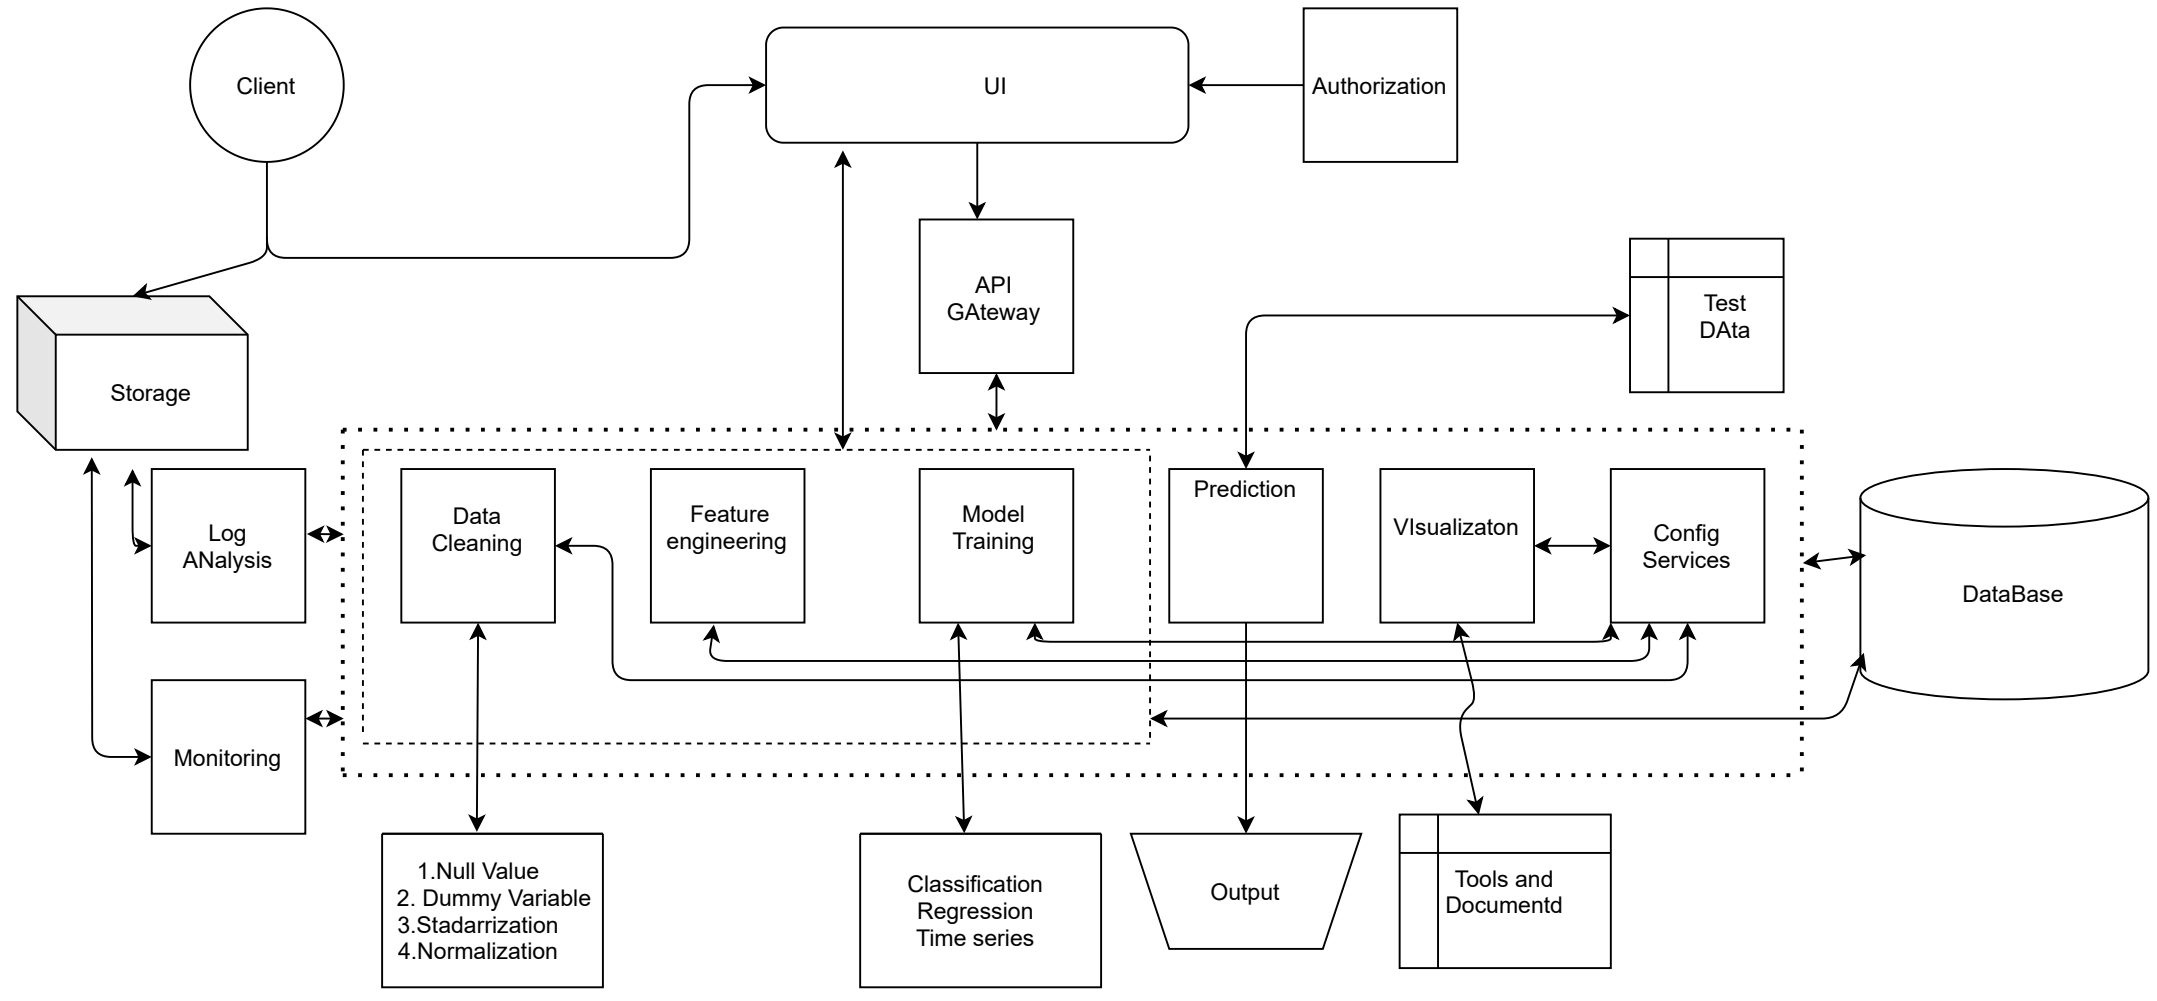 Client
UI
Authorization
API
GAteway
Test
DAta
Storage
Log
ANalysis
Data
Cleaning
Feature
engineering
Model
Training
Prediction
VIsualizaton
Config
Services
DataBase
Monitoring
1.Null Value
2. Dummy Variable
3.Stadarrization
4.Normalization
Classification
Regression
Time series
Output
Tools and
Documentd